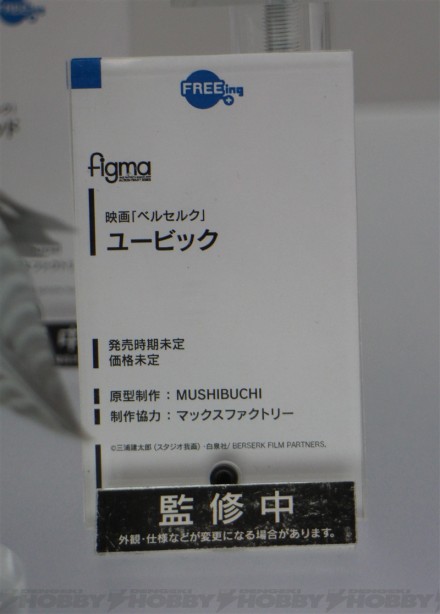 FREEing
figma
映画「ベルセルク」
ユービック
発売時期未定
価格未定
原型制作：MUSHIBUCHI
制作協力：マックスファクトリー
©三浦建太郎（スタジオ我画）・白泉社/ BERSERK FILM PARTNERS.
監修中
外観・仕様などが変更になる場合があります。
HOBBY HOBBY HOBBY